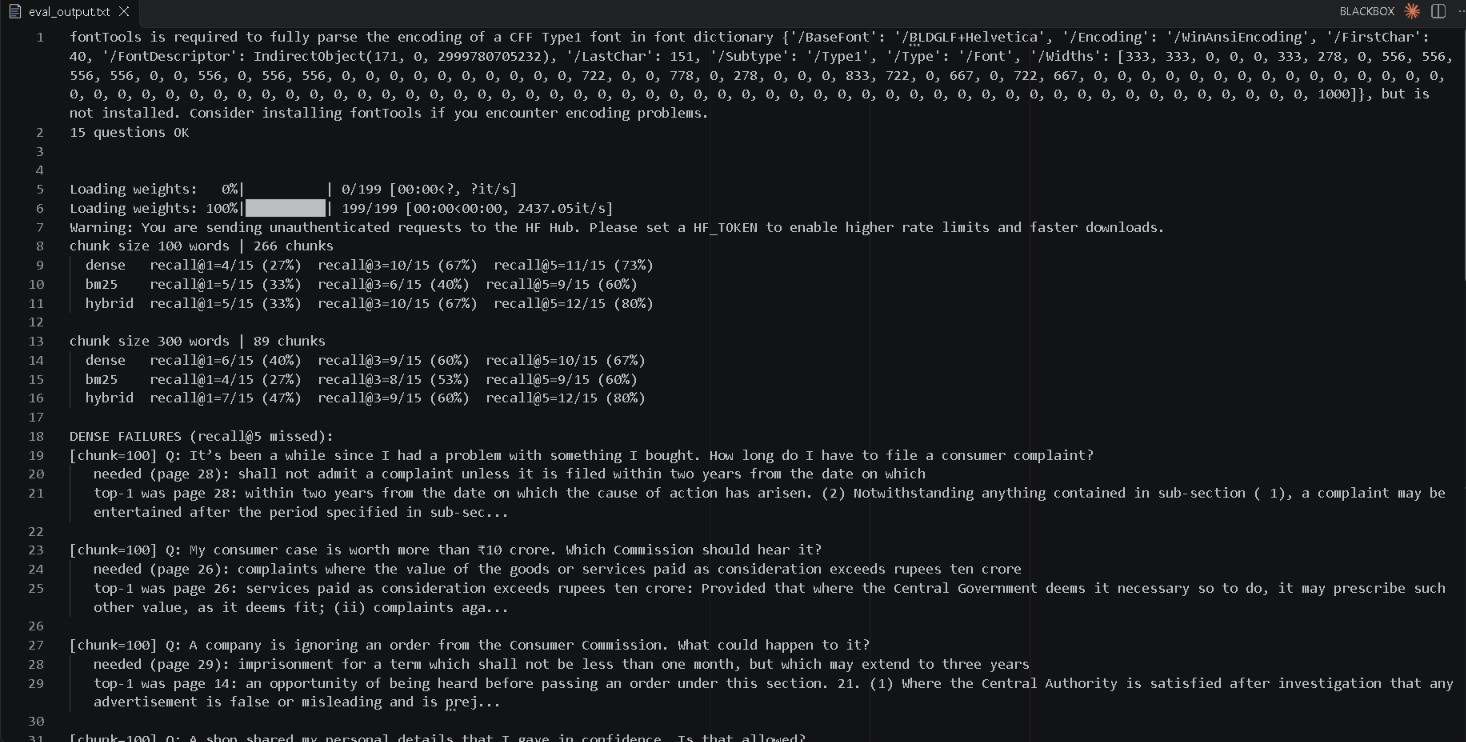 eval_output.txt
BLACKBOX
1 fontTools is required to fully parse the encoding of a CFF Type1 font in font dictionary {'/BaseFont': '/BLDGLF+Helvetica', '/Encoding': '/WinAnsiEncoding', '/FirstChar':
40, '/FontDescriptor': IndirectObject(171, 0, 2999780705232), '/LastChar': 151, '/Subtype': '/Type1', '/Type': '/Font', '/Widths': [333, 333, 0, 0, 0, 333, 278, 0, 556, 556,
556, 556, 0, 0, 556, 0, 556, 556, 0, 0, 0, 0, 0, 0, 0, 722, 0, 0, 778, 0, 278, 0, 0, 0, 833, 722, 0, 667, 0, 722, 667, 0, 0, 0, 0, 0, 0, 0, 0, 0, 0, 0, 0, 0, 0, 0, 0,
0, 0, 0, 0, 0, 0, 0, 0, 0, 0, 0, 0, 0, 0, 0, 0, 0, 0, 0, 0, 0, 0, 0, 0, 0, 0, 0, 0, 0, 0, 0, 0, 0, 0, 0, 0, 0, 0, 0, 0, 0, 0, 0, 0, 0, 0, 1000]}, but is
not installed. Consider installing fontTools if you encounter encoding problems.
2 15 questions OK
3
4
5 Loading weights:   0%|          | 0/199 [00:00<?, ?it/s]
6 Loading weights: 100%|██████████| 199/199 [00:00<00:00, 2437.05it/s]
7 Warning: You are sending unauthenticated requests to the HF Hub. Please set a HF_TOKEN to enable higher rate limits and faster downloads.
8 chunk size 100 words | 266 chunks
9 dense   recall@1=4/15 (27%)  recall@3=10/15 (67%)  recall@5=11/15 (73%)
10 bm25    recall@1=5/15 (33%)  recall@3=6/15 (40%)  recall@5=9/15 (60%)
11 hybrid  recall@1=5/15 (33%)  recall@3=10/15 (67%)  recall@5=12/15 (80%)
12
13 chunk size 300 words | 89 chunks
14 dense   recall@1=6/15 (40%)  recall@3=9/15 (60%)  recall@5=10/15 (67%)
15 bm25    recall@1=4/15 (27%)  recall@3=8/15 (53%)  recall@5=9/15 (60%)
16 hybrid  recall@1=7/15 (47%)  recall@3=9/15 (60%)  recall@5=12/15 (80%)
17
18 DENSE FAILURES (recall@5 missed):
19 [chunk=100] Q: It’s been a while since I had a problem with something I bought. How long do I have to file a consumer complaint?
20 needed (page 28): shall not admit a complaint unless it is filed within two years from the date on which
21 top-1 was page 28: within two years from the date on which the cause of action has arisen. (2) Notwithstanding anything contained in sub-section ( 1), a complaint may be
entertained after the period specified in sub-sec...
22
23 [chunk=100] Q: My consumer case is worth more than ₹10 crore. Which Commission should hear it?
24 needed (page 26): complaints where the value of the goods or services paid as consideration exceeds rupees ten crore
25 top-1 was page 26: services paid as consideration exceeds rupees ten crore: Provided that where the Central Government deems it necessary so to do, it may prescribe such
other value, as it deems fit; (ii) complaints aga...
26
27 [chunk=100] Q: A company is ignoring an order from the Consumer Commission. What could happen to it?
28 needed (page 29): imprisonment for a term which shall not be less than one month, but which may extend to three years
29 top-1 was page 14: an opportunity of being heard before passing an order under this section. 21. (1) Where the Central Authority is satisfied after investigation that any
advertisement is false or misleading and is prej...
30
31 [chunk=100] Q: A shop shared my personal details that I gave in confidence. Is that allowed?